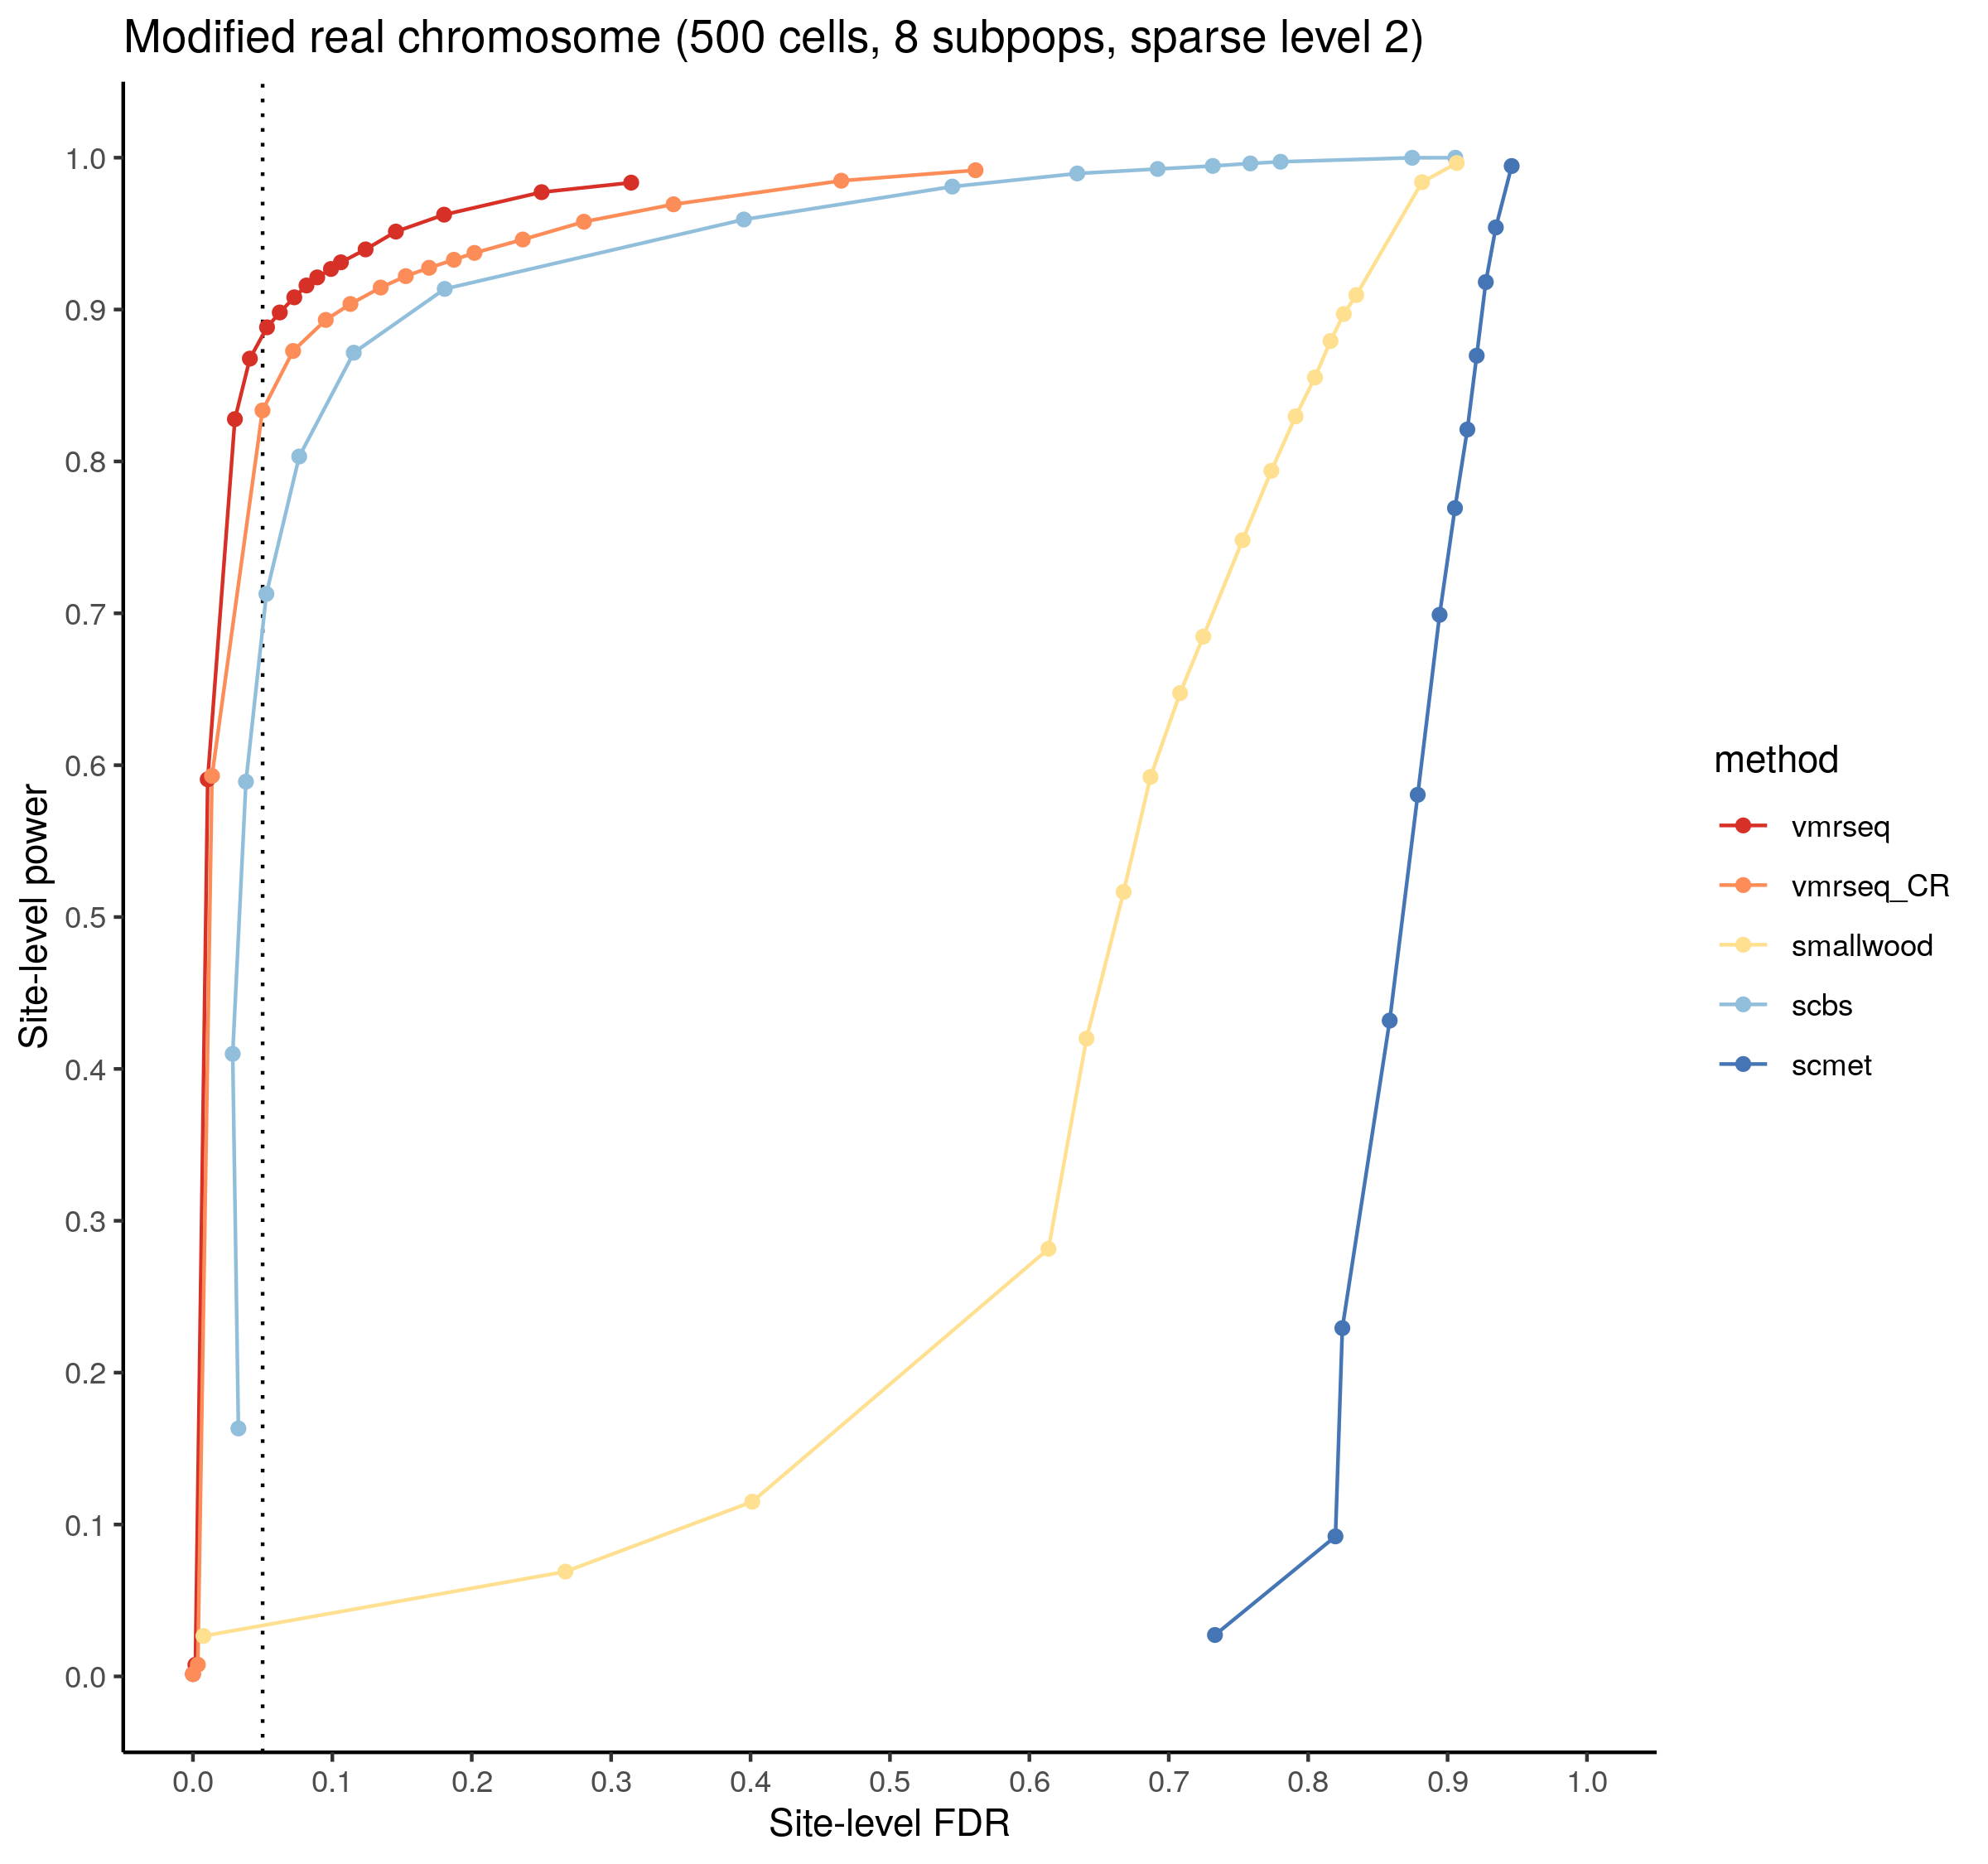 Modified real chromosome (500 cells, 8 subpops, sparse level 2)
Site-level power
1.0
0.9
0.8
0.7
0.6
0.5
0.4
0.3
0.2
0.1
0.0
0.0 0.1 0.2 0.3 0.4 0.5 0.6 0.7 0.8 0.9 1.0
Site-level FDR
method
vmrseq
vmrseq_CR
smallwood
scbs
scmet